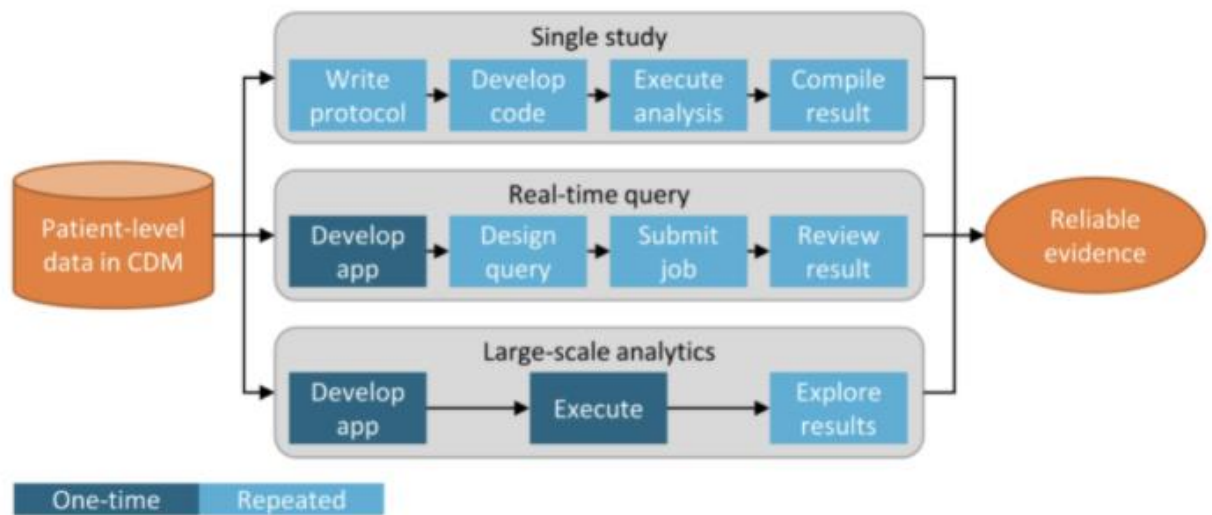 Single study
Write
protocol
Develop
code
Execute
analysis
Compile
result
Patient-level
data in CDM
Real-time query
Develop
app
Design
query
Submit
job
Review
result
Reliable
evidence
Large-scale analytics
Develop
app
Execute
Explore
results
One-time
Repeated